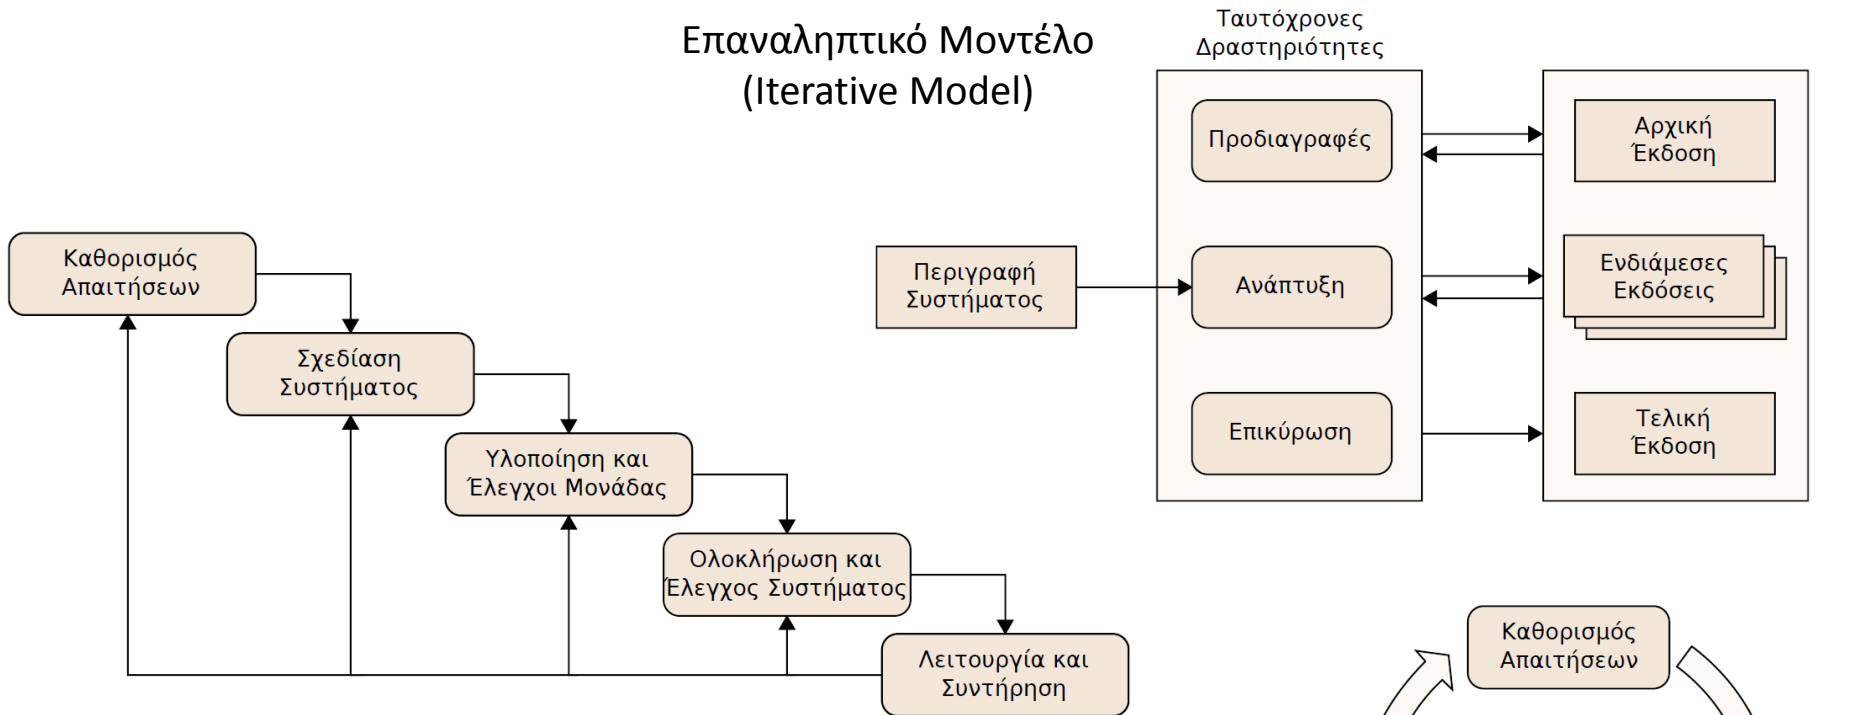 Επαναληπτικό Μοντέλο
(Iterative Model)
Ταυτόχρονες
Δραστηριότητες
Προδιαγραφές
Αρχική
Έκδοση
Καθορισμός
Απαιτήσεων
Περιγραφή
Συστήματος
Ανάπτυξη
Ενδιάμεσες
Εκδόσεις
Σχεδίαση
Συστήματος
Επικύρωση
Τελική
Έκδοση
Υλοποίηση και
Έλεγχοι Μονάδας
Ολοκλήρωση και
Έλεγχος Συστήματος
Λειτουργία και
Συντήρηση
Καθορισμός
Απαιτήσεων